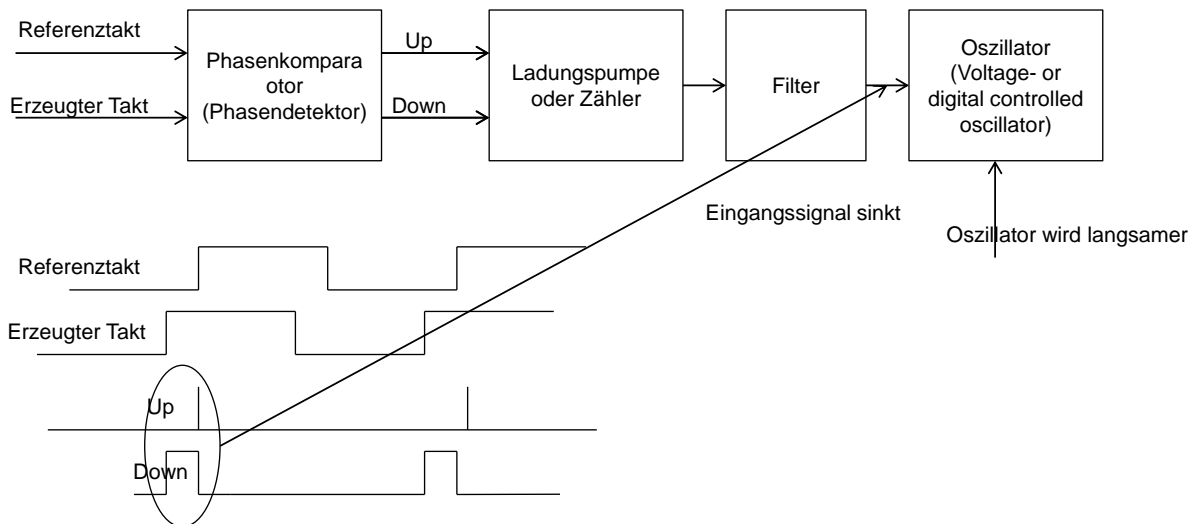 Referenztakt
Erzeugter Takt
Phasenkompara
otor
(Phasendetektor)
Up
Down
Ladungspumpe
oder Zähler
Filter
Oszillator
(Voltage- or
digital controlled
oscillator)
Eingangssignal sinkt
Oszillator wird langsamer
Referenztakt
Erzeugter Takt
Up
Down